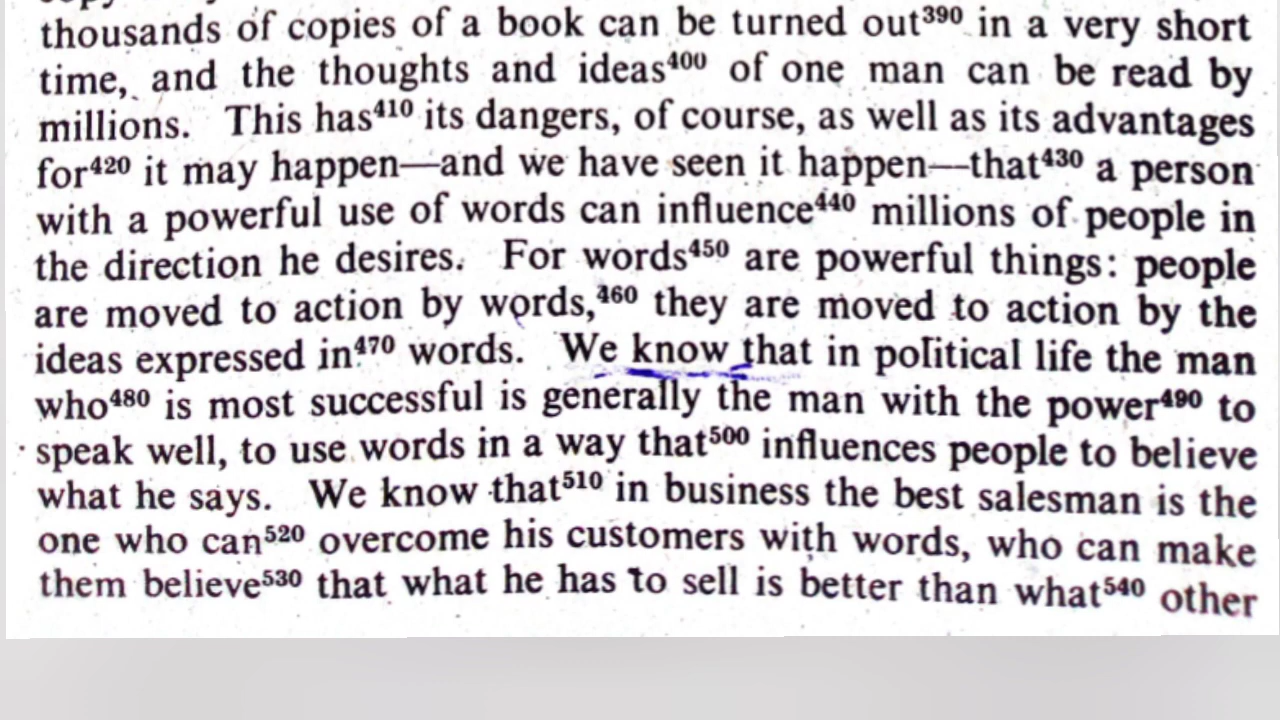 thousands of copies of a book can be turned out390 in a very short
time, and the thoughts and ideas400 of one man can be read by
millions. This has410 its dangers, of course, as well as its advantages
for420 it may happen—and we have seen it happen—that430 a person
with a powerful use of words can influence440 millions of people in
the direction he desires. For words450 are powerful things: people
are moved to action by words,460 they are moved to action by the
ideas expressed in470 words. We know that in political life the man
who480 is most successful is generally the man with the power490 to
speak well, to use words in a way that500 influences people to believe
what he says. We know that510 in business the best salesman is the
one who can520 overcome his customers with words, who can make
them believe530 that what he has to sell is better than what540 other